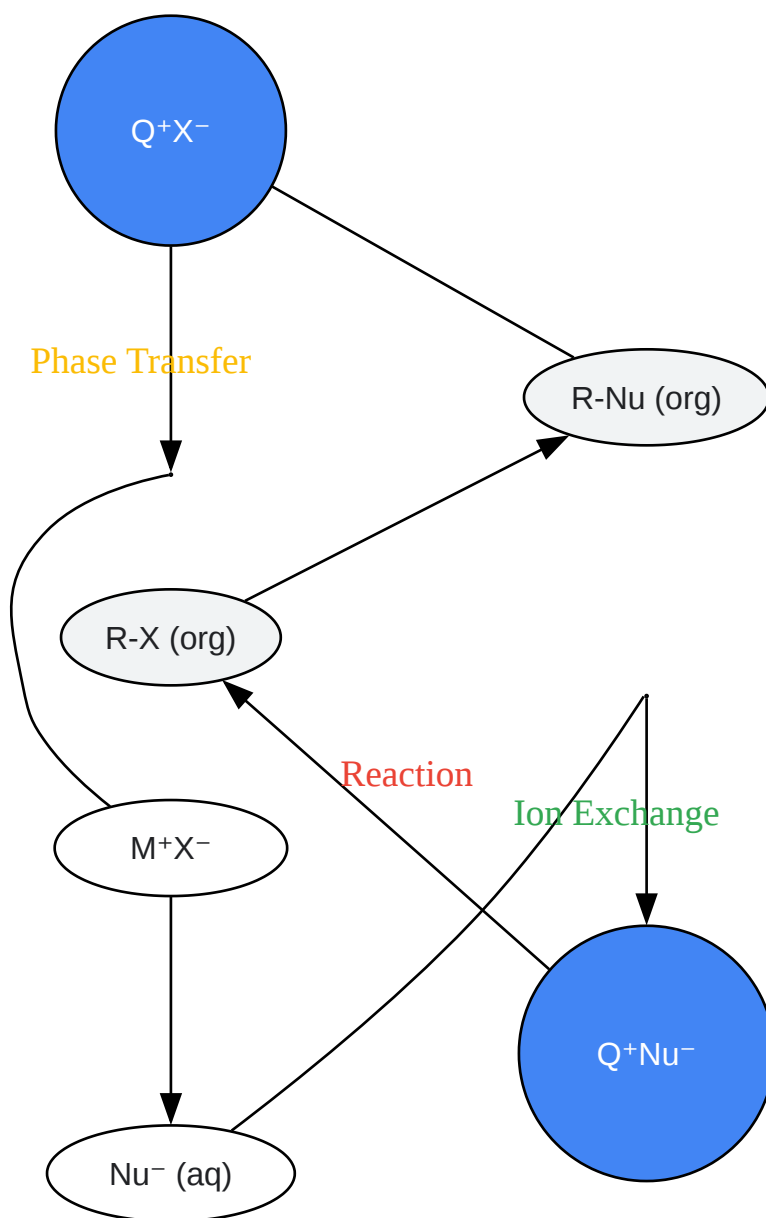 Q⁺X⁻
Phase Transfer
R-Nu (org)
R-X (org)
Reaction
Ion Exchange
M⁺X⁻
Q⁺Nu⁻
Nu⁻ (aq)